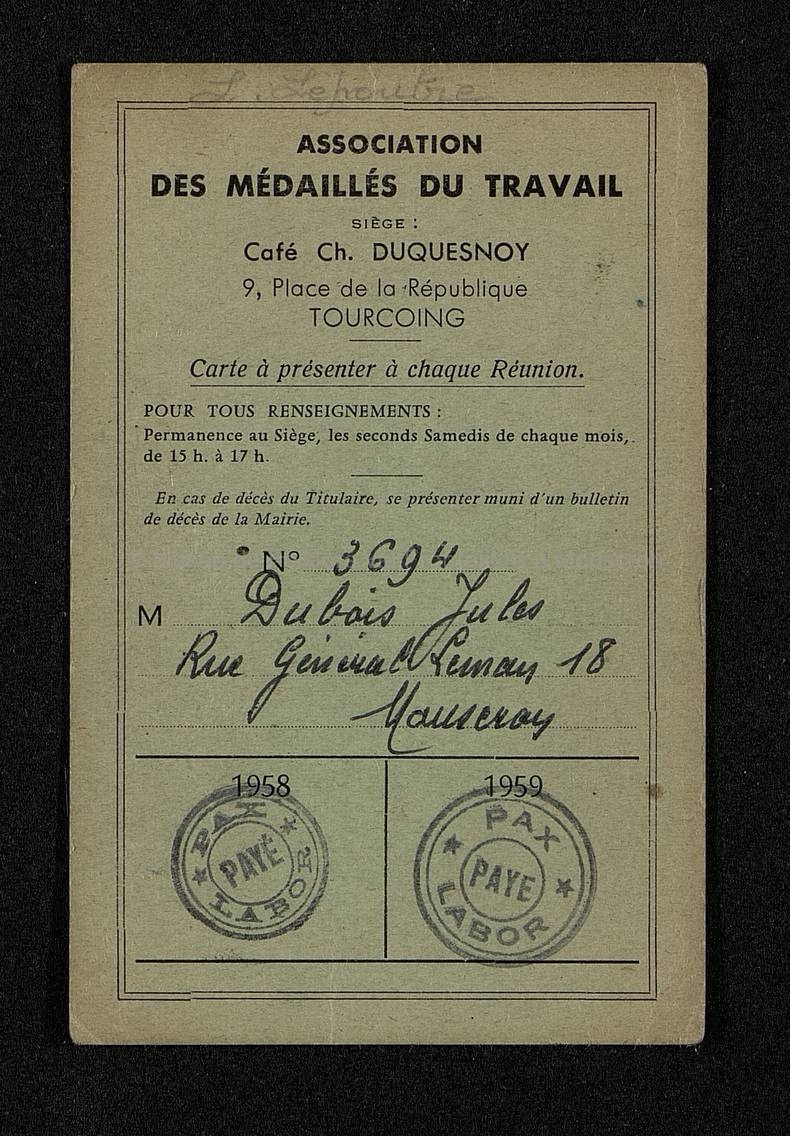 L. Lepoutre
ASSOCIATION
DES MÉDAILLÉS DU TRAVAIL
SIÈGE :
Café Ch. DUQUESNOY
9, Place de la République
TOURCOING
Carte à présenter à chaque Réunion.
POUR TOUS RENSEIGNEMENTS :
Permanence au Siège, les seconds Samedis de chaque mois,
de 15 h. à 17 h.
En cas de décès du Titulaire, se présenter muni d'un bulletin
de décès de la Mairie.
N° 3694
M Dubois Jules
Rue Général Leman 18
Mouscron
1958 1959
PAX PAYÉ LABOR
PAX PAYÉ LABOR